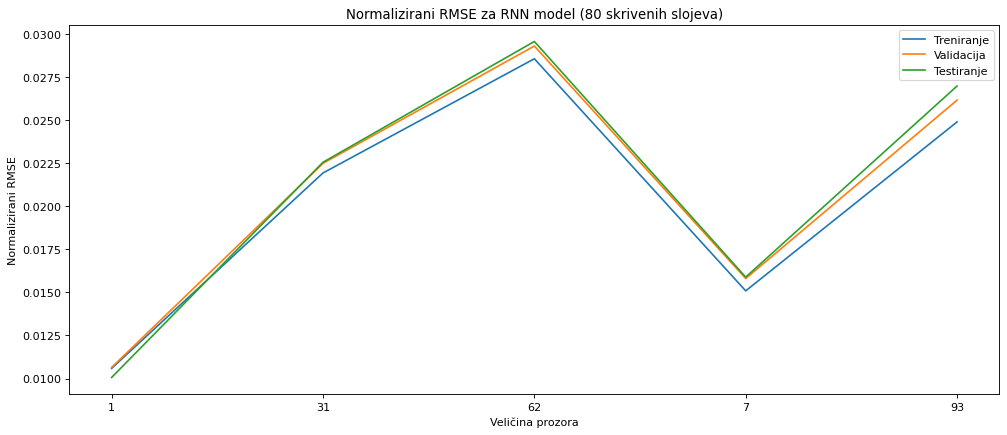 Normalizirani RMSE za RNN model (80 skrivenih slojeva)
Treniranje
Validacija
Testiranje
Normalizirani RMSE
0.0300
0.0275
0.0250
0.0225
0.0200
0.0175
0.0150
0.0125
0.0100
1 31 62 7 93
Veličina prozora